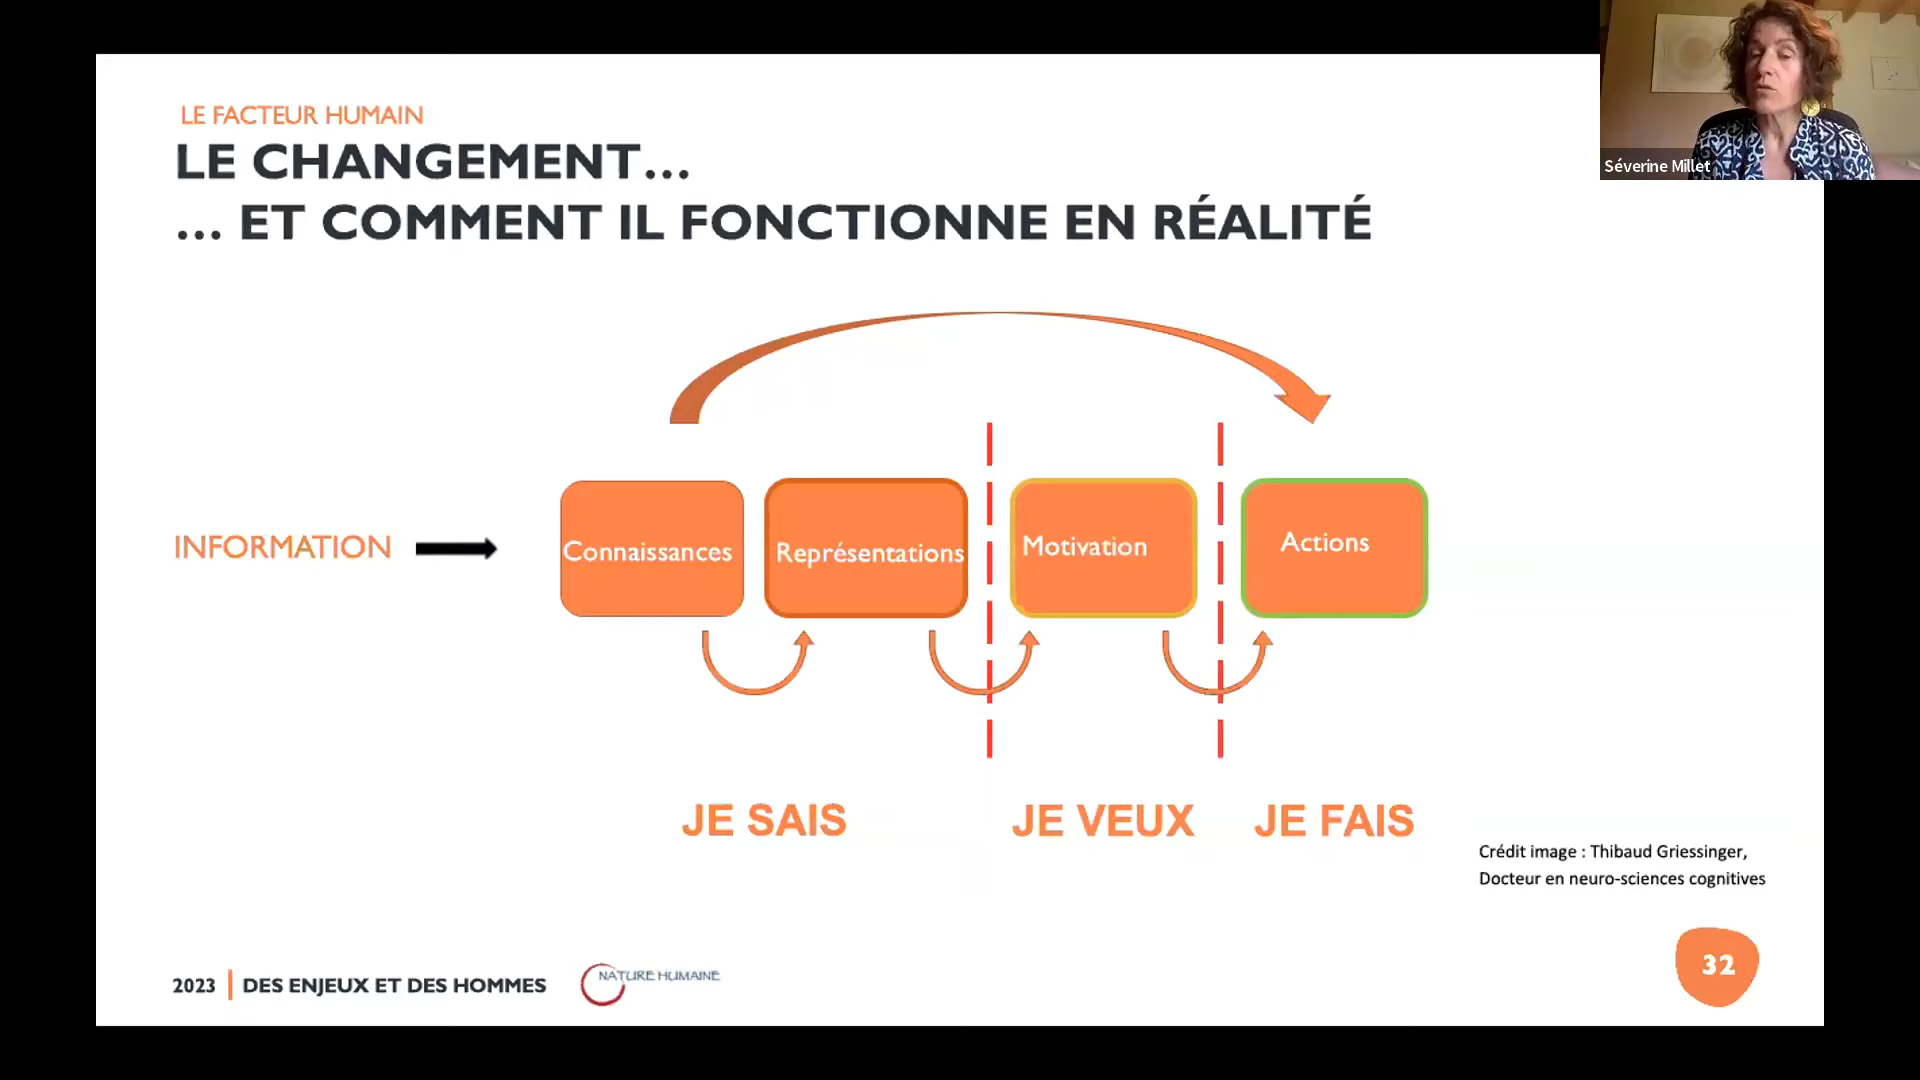 LE FACTEUR HUMAIN
LE CHANGEMENT...
... ET COMMENT IL FONCTIONNE EN RÉALITÉ
Séverine Millet
INFORMATION
Connaissances
Représentations
Motivation
Actions
JE SAIS
JE VEUX
JE FAIS
Crédit image : Thibaud Griessinger,
Docteur en neuro-sciences cognitives
2023 | DES ENJEUX ET DES HOMMES
NATURE HUMAINE
32